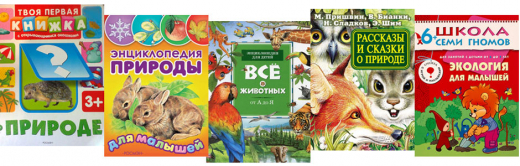 ТВОЯ ПЕРВАЯ
КНИЖКА
3+
ПРИРОДЕ
ЭНЦИКЛОПЕДИЯ
ПРИРОДЫ
для малышей
ВСЁ
О ЖИВОТНЫХ
от А до Я
М. Пришвин, В. Бианки,
Н. Сладков, Э. Шим
РАССКАЗЫ
И СКАЗКИ
О ПРИРОДЕ
6+
ШКОЛА
СЕМИ ГНОМОВ
ЭКОЛОГИЯ
ДЛЯ МАЛЫШЕЙ